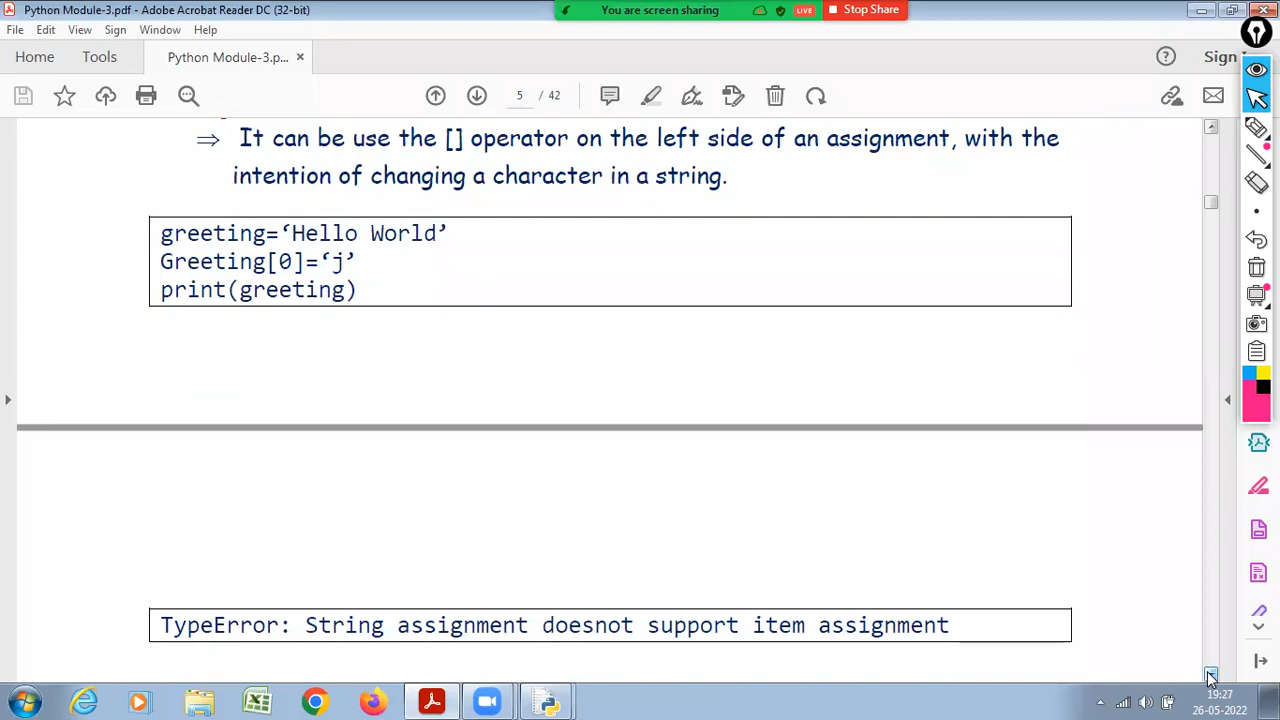 Python Module-3.pdf - Adobe Acrobat Reader DC (32-bit)
You are screen sharing
LIVE
Stop Share
File Edit View Sign Window Help
Home Tools Python Module-3.p... ×
Sign
5 / 42
⇒ It can be use the [] operator on the left side of an assignment, with the
intention of changing a character in a string.
greeting=‘Hello World’
Greeting[0]=‘j’
print(greeting)
TypeError: String assignment doesnot support item assignment
19:27
26-05-2022